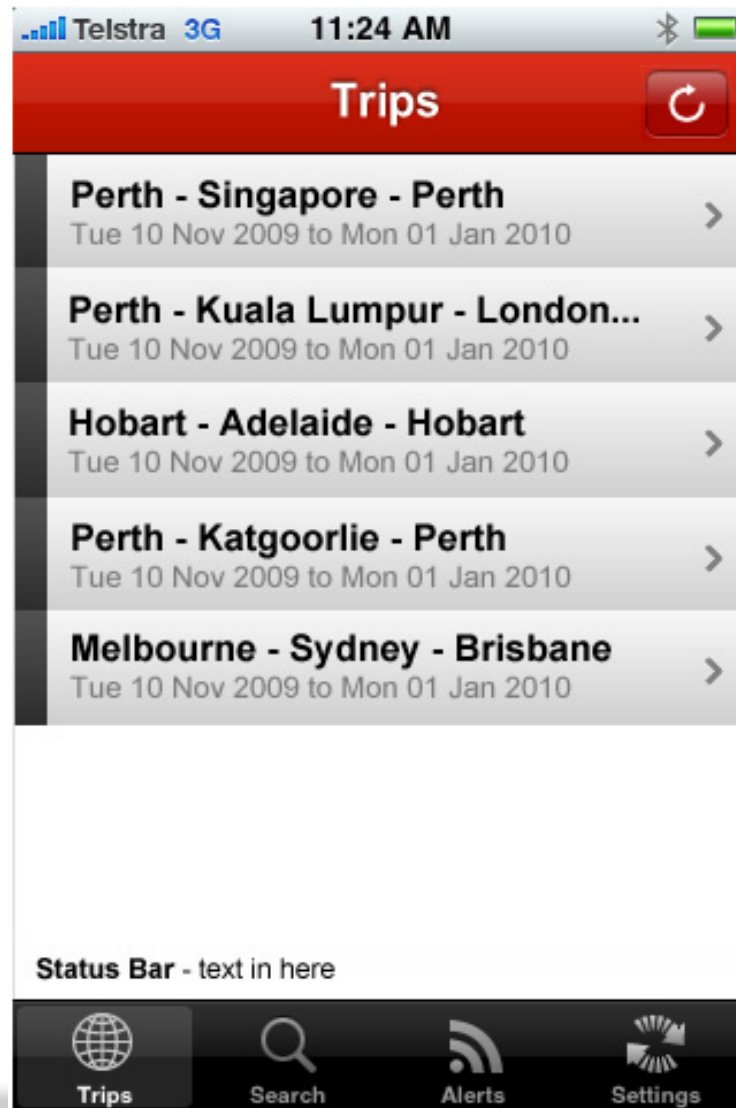 Telstra 3G 11:24 AM
Trips
Perth - Singapore - Perth
Tue 10 Nov 2009 to Mon 01 Jan 2010
Perth - Kuala Lumpur - London...
Tue 10 Nov 2009 to Mon 01 Jan 2010
Hobart - Adelaide - Hobart
Tue 10 Nov 2009 to Mon 01 Jan 2010
Perth - Katgoorlie - Perth
Tue 10 Nov 2009 to Mon 01 Jan 2010
Melbourne - Sydney - Brisbane
Tue 10 Nov 2009 to Mon 01 Jan 2010
Status Bar - text in here
Trips Search Alerts Settings